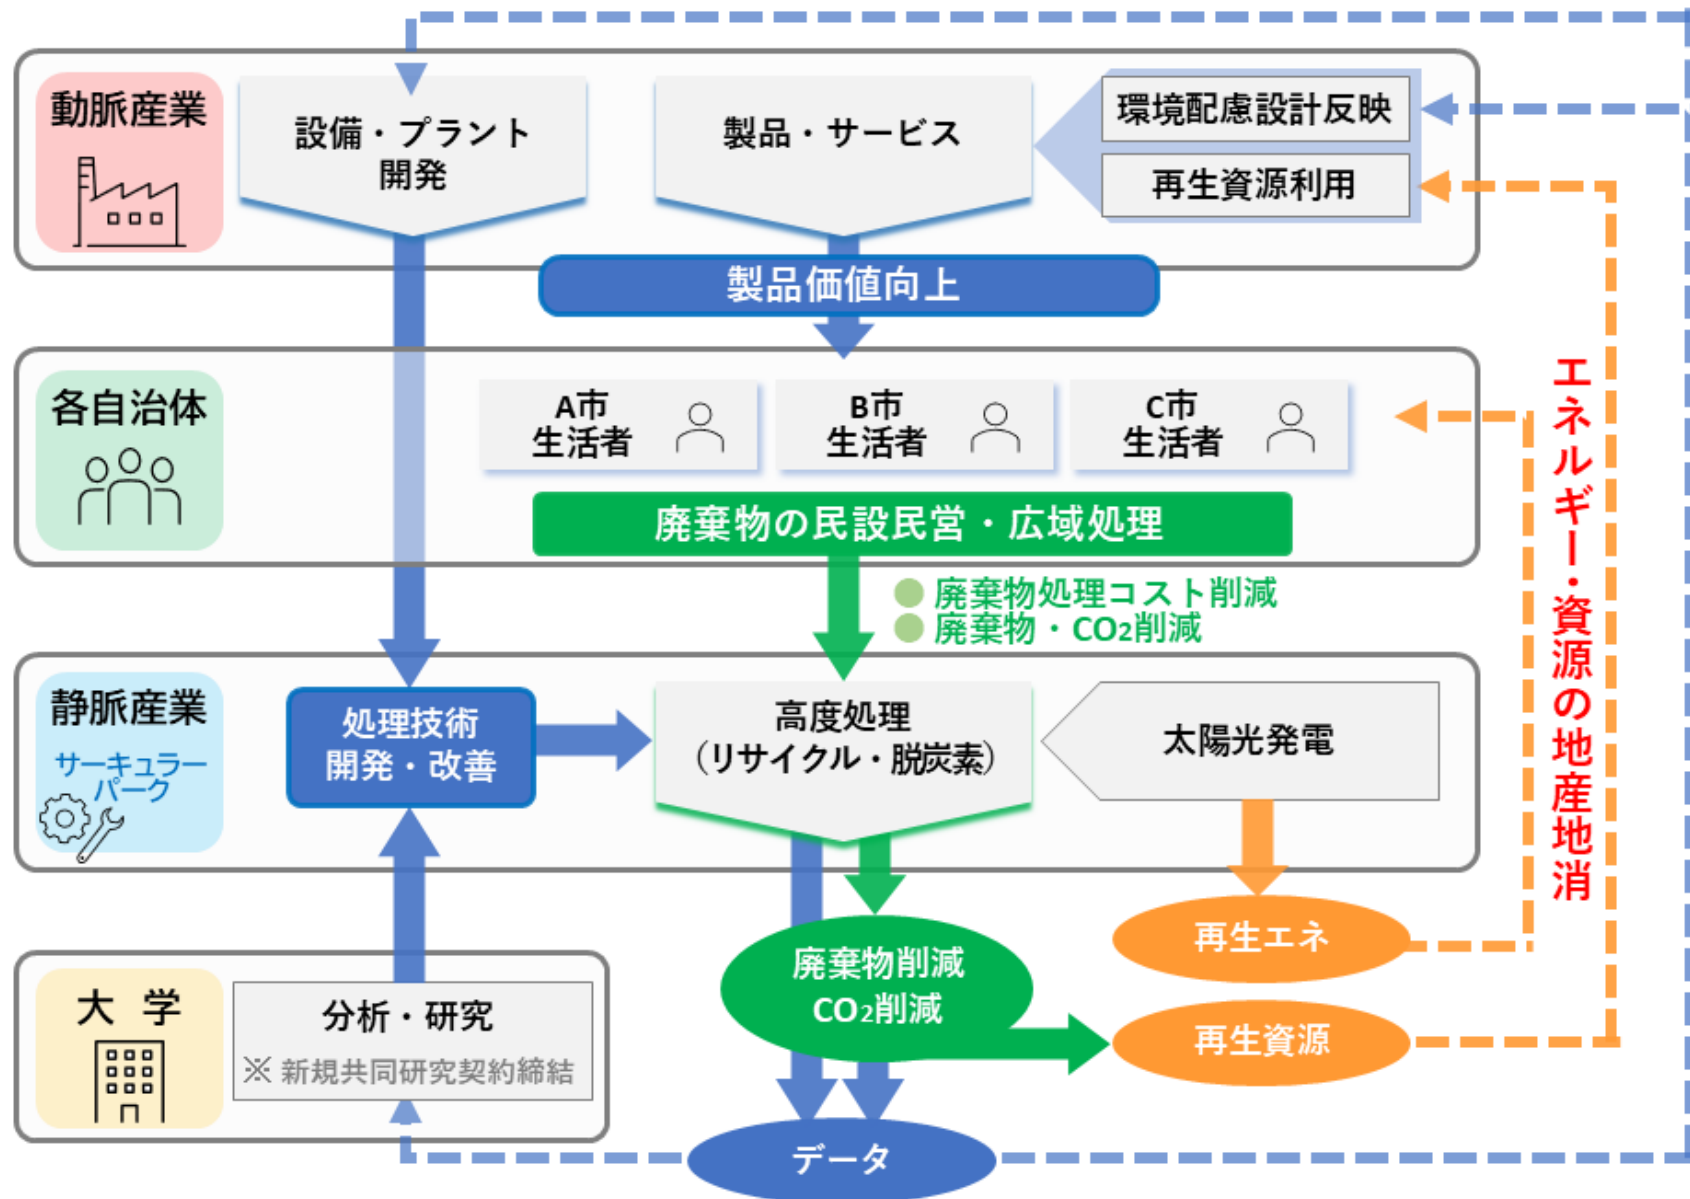 動脈産業
設備・プラント
開発
製品・サービス
環境配慮設計反映
再生資源利用
製品価値向上
各自治体
A市
生活者
B市
生活者
C市
生活者
廃棄物の民設民営・広域処理
● 廃棄物処理コスト削減
● 廃棄物・CO₂削減
エネルギー・資源の地産地消
静脈産業
サーキュラー
パーク
処理技術
開発・改善
高度処理
（リサイクル・脱炭素）
太陽光発電
再生エネ
廃棄物削減
CO₂削減
再生資源
大 学
分析・研究
※ 新規共同研究契約締結
データ